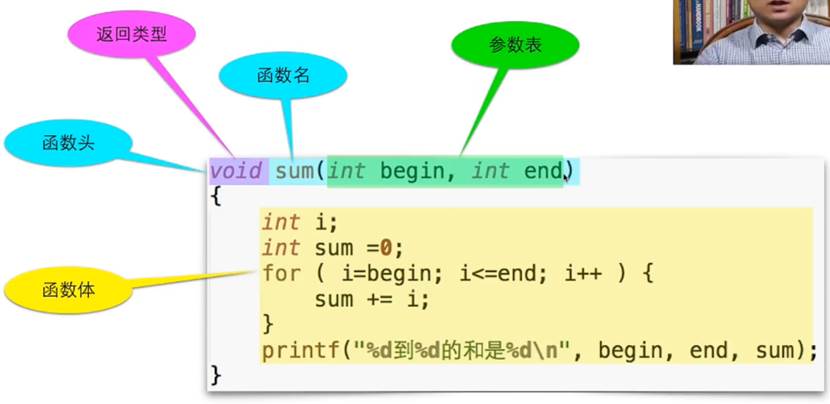 返回类型
函数名
参数表
函数头
void sum(int begin, int end)
{
int i;
int sum =0;
for ( i=begin; i<=end; i++ ) {
sum += i;
}
printf("%d到%d的和是%d\n", begin, end, sum);
}
函数体